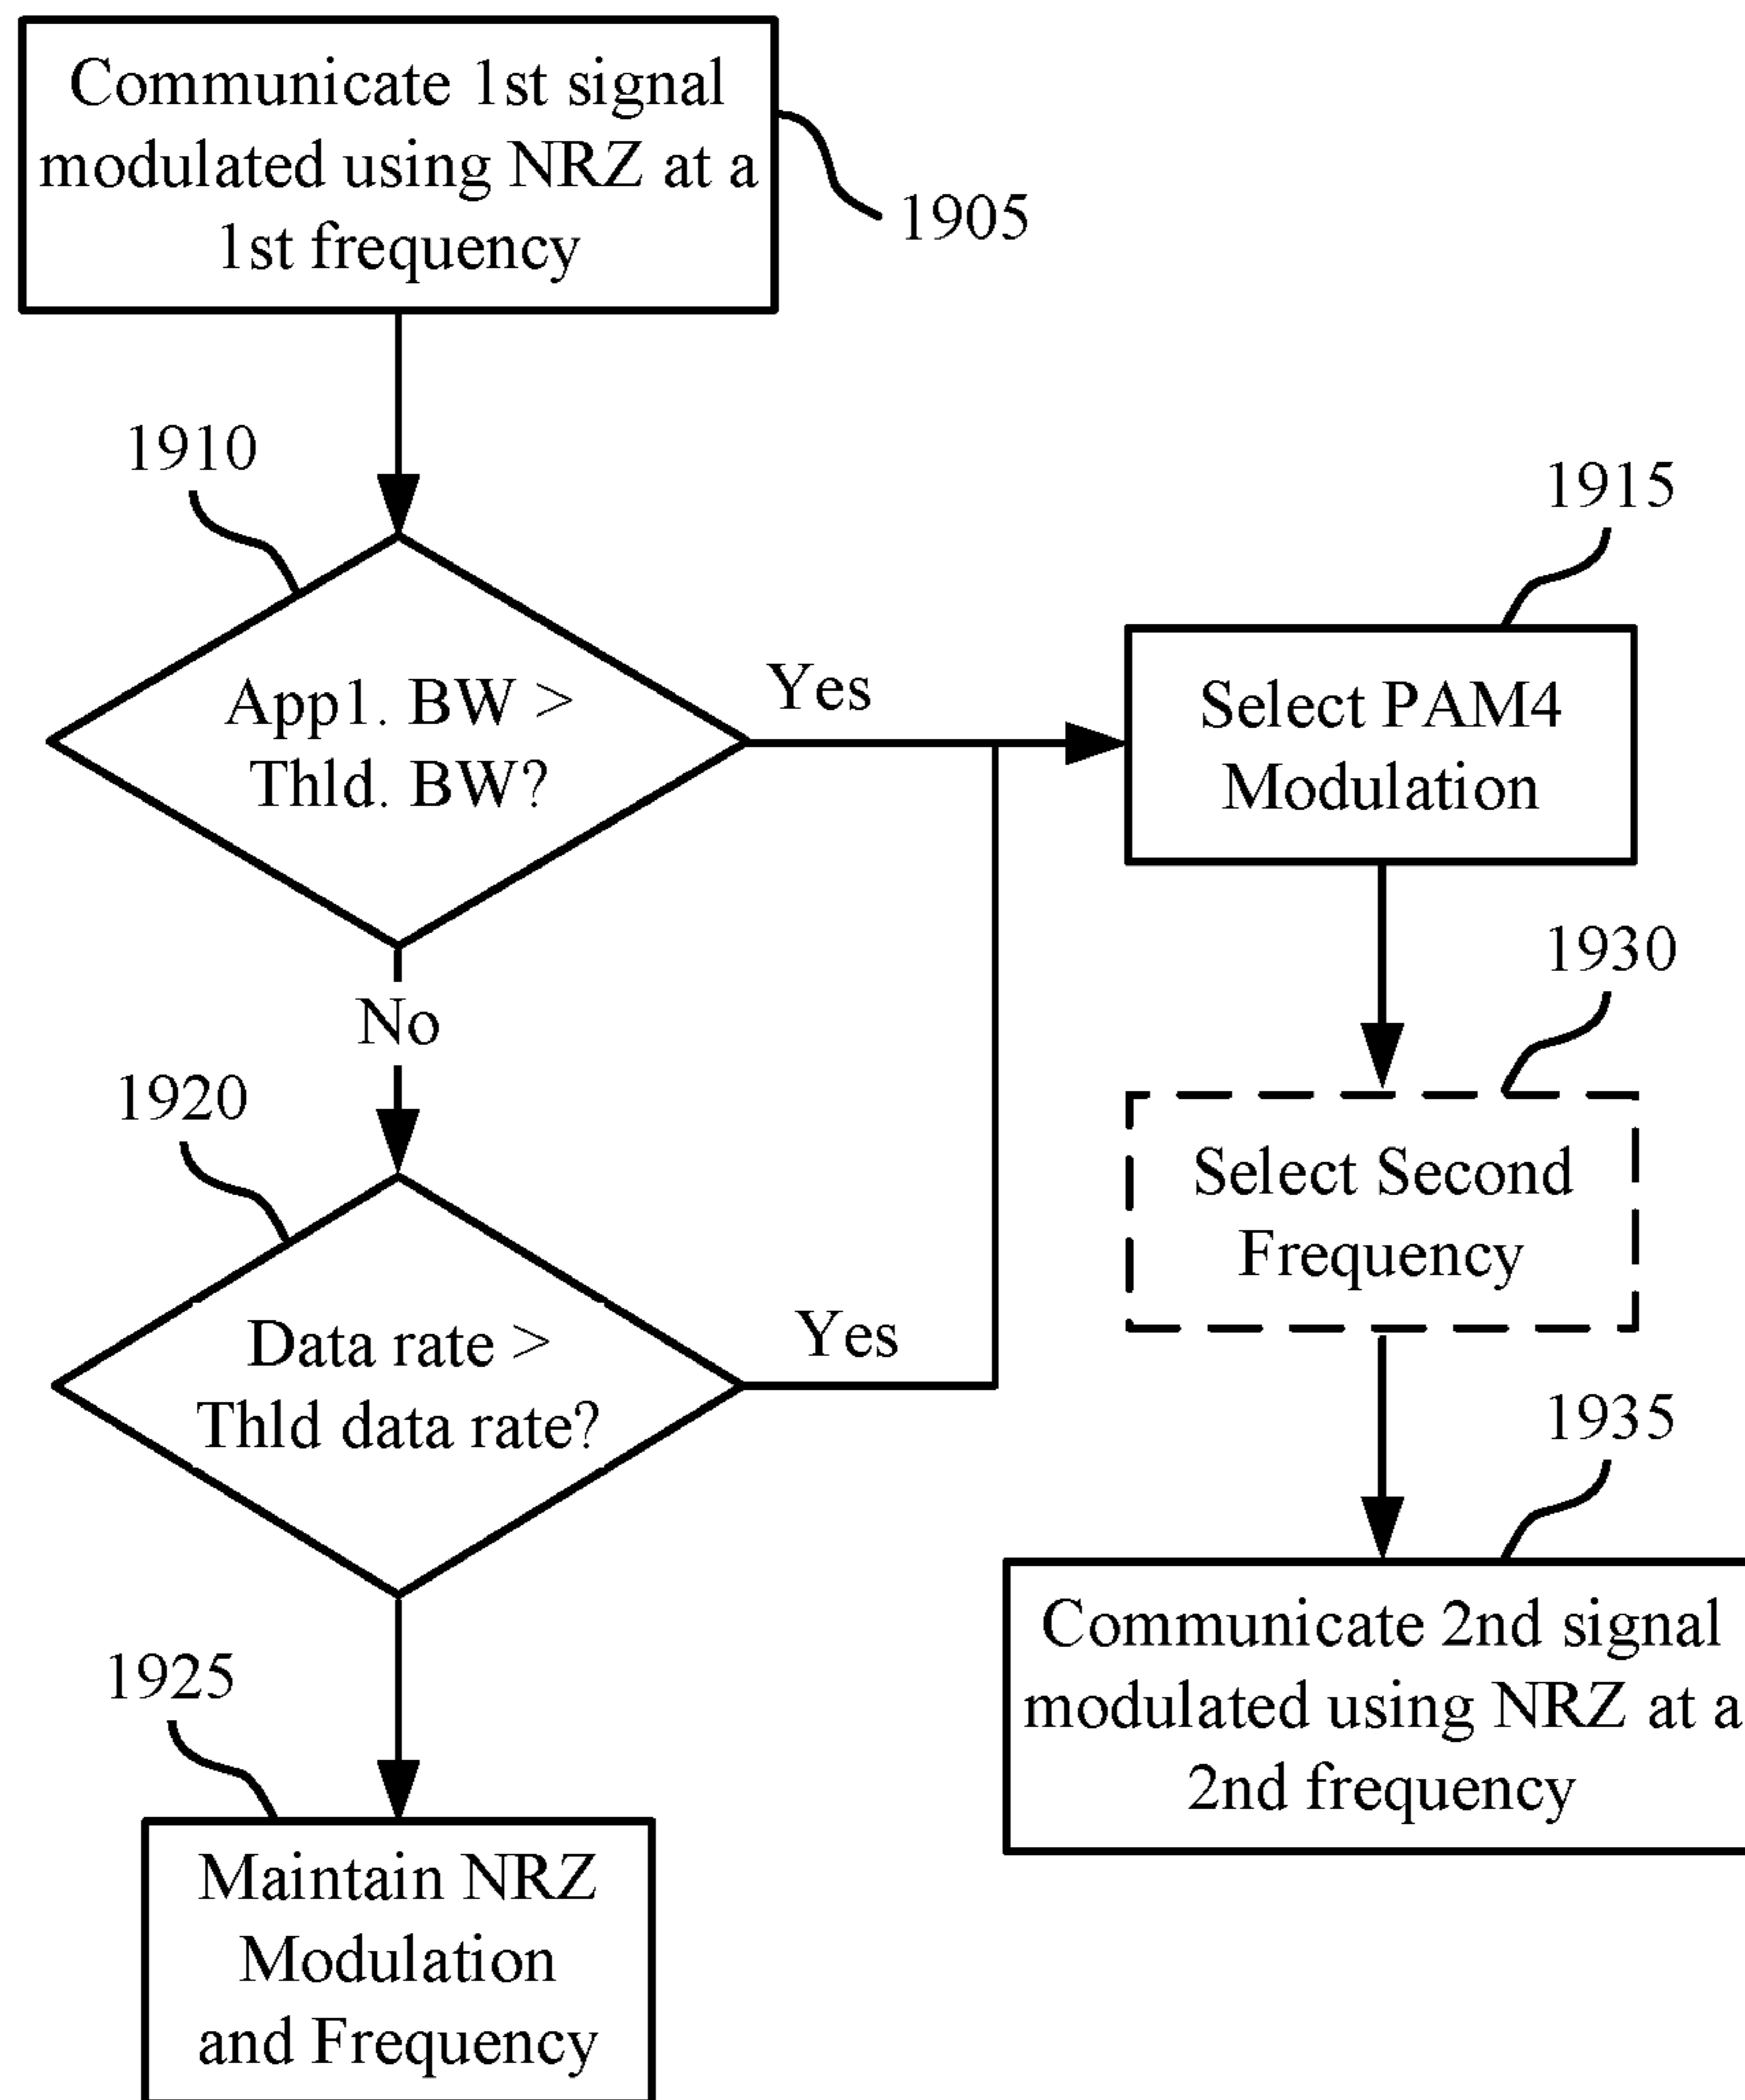 Communicate 1st signal
modulated using NRZ at a
1st frequency
1905
1910
Appl. BW >
Thld. BW?
Yes
1915
Select PAM4
Modulation
No
1920
Data rate >
Thld data rate?
Yes
1930
Select Second
Frequency
1925
Maintain NRZ
Modulation
and Frequency
1935
Communicate 2nd signal
modulated using NRZ at a
2nd frequency